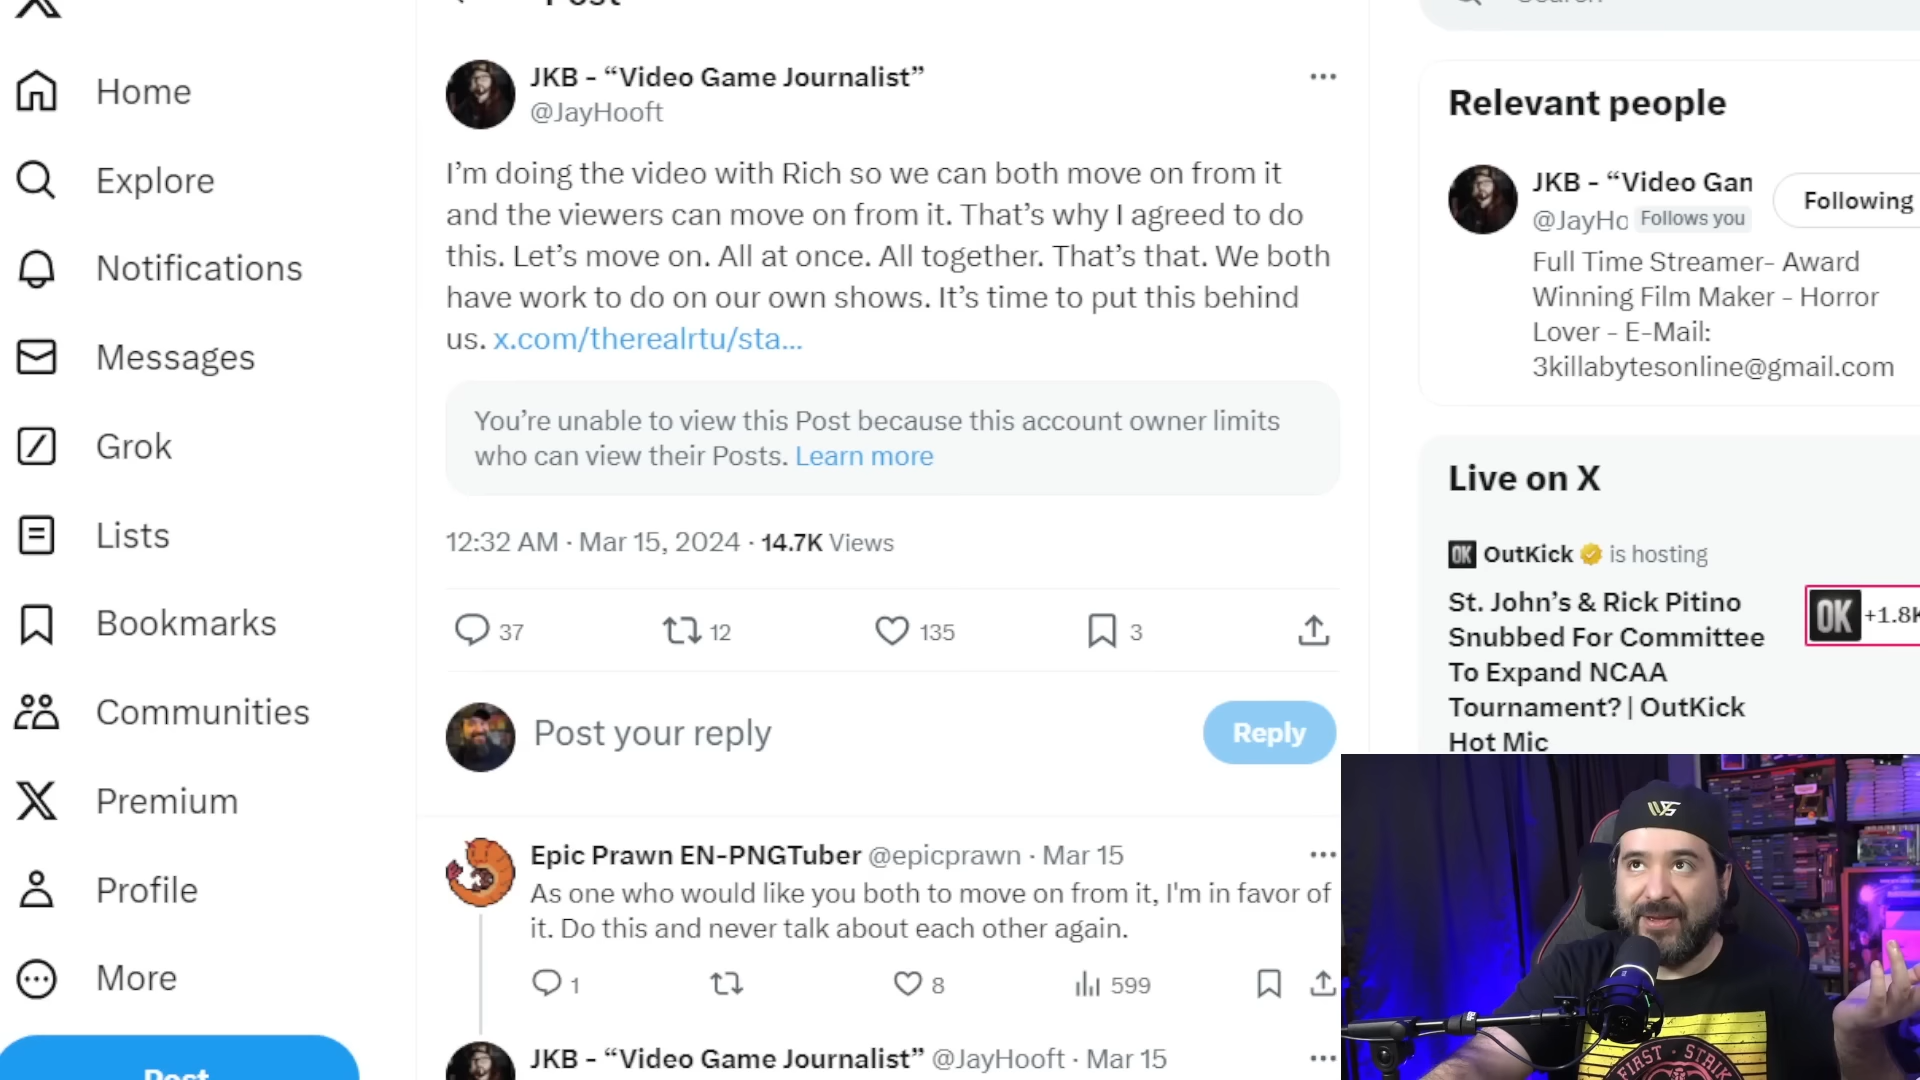 Home
Explore
Notifications
Messages
Grok
Lists
Bookmarks
Communities
Premium
Profile
More
Post
Post
JKB - “Video Game Journalist”
@JayHooft
I’m doing the video with Rich so we can both move on from it
and the viewers can move on from it. That’s why I agreed to do
this. Let’s move on. All at once. All together. That’s that. We both
have work to do on our own shows. It’s time to put this behind
us. x.com/therealrtu/sta...
You’re unable to view this Post because this account owner limits
who can view their Posts. Learn more
12:32 AM · Mar 15, 2024 · 14.7K Views
37 12 135 3
Post your reply
Reply
Epic Prawn EN-PNGTuber @epicprawn · Mar 15
As one who would like you both to move on from it, I'm in favor of
it. Do this and never talk about each other again.
1 8 599
JKB - “Video Game Journalist” @JayHooft · Mar 15
Search
Relevant people
JKB - “Video Gan
Following
@JayHo Follows you
Full Time Streamer- Award
Winning Film Maker - Horror
Lover - E-Mail:
3killabytesonline@gmail.com
Live on X
OK OutKick is hosting
St. John’s & Rick Pitino
Snubbed For Committee
To Expand NCAA
Tournament? | OutKick
Hot Mic
OK +1.8K
FIRST · STRIK